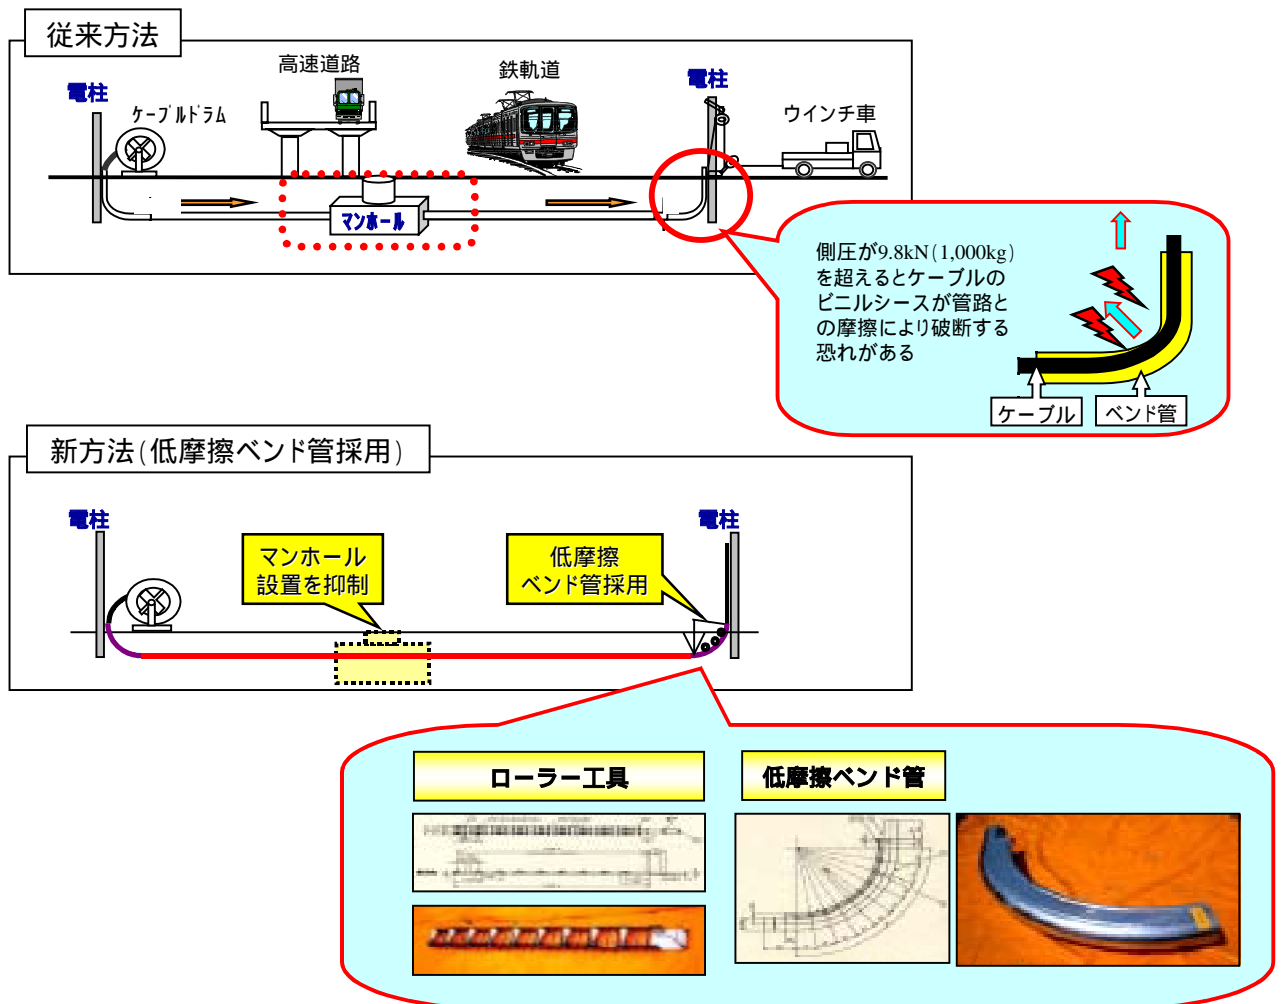 従来方法
高速道路
鉄軌道
電柱
電柱
ｹｰﾌﾞﾙﾄﾞﾗﾑ
ウインチ車
マンホール
側圧が9.8kN(1,000kg)
を超えるとケーブルの
ビニルシースが管路と
の摩擦により破断する
恐れがある
ケーブル
ベンド管
新方法(低摩擦ベンド管採用)
電柱
電柱
マンホール
設置を抑制
低摩擦
ベンド管採用
ローラー工具
低摩擦ベンド管